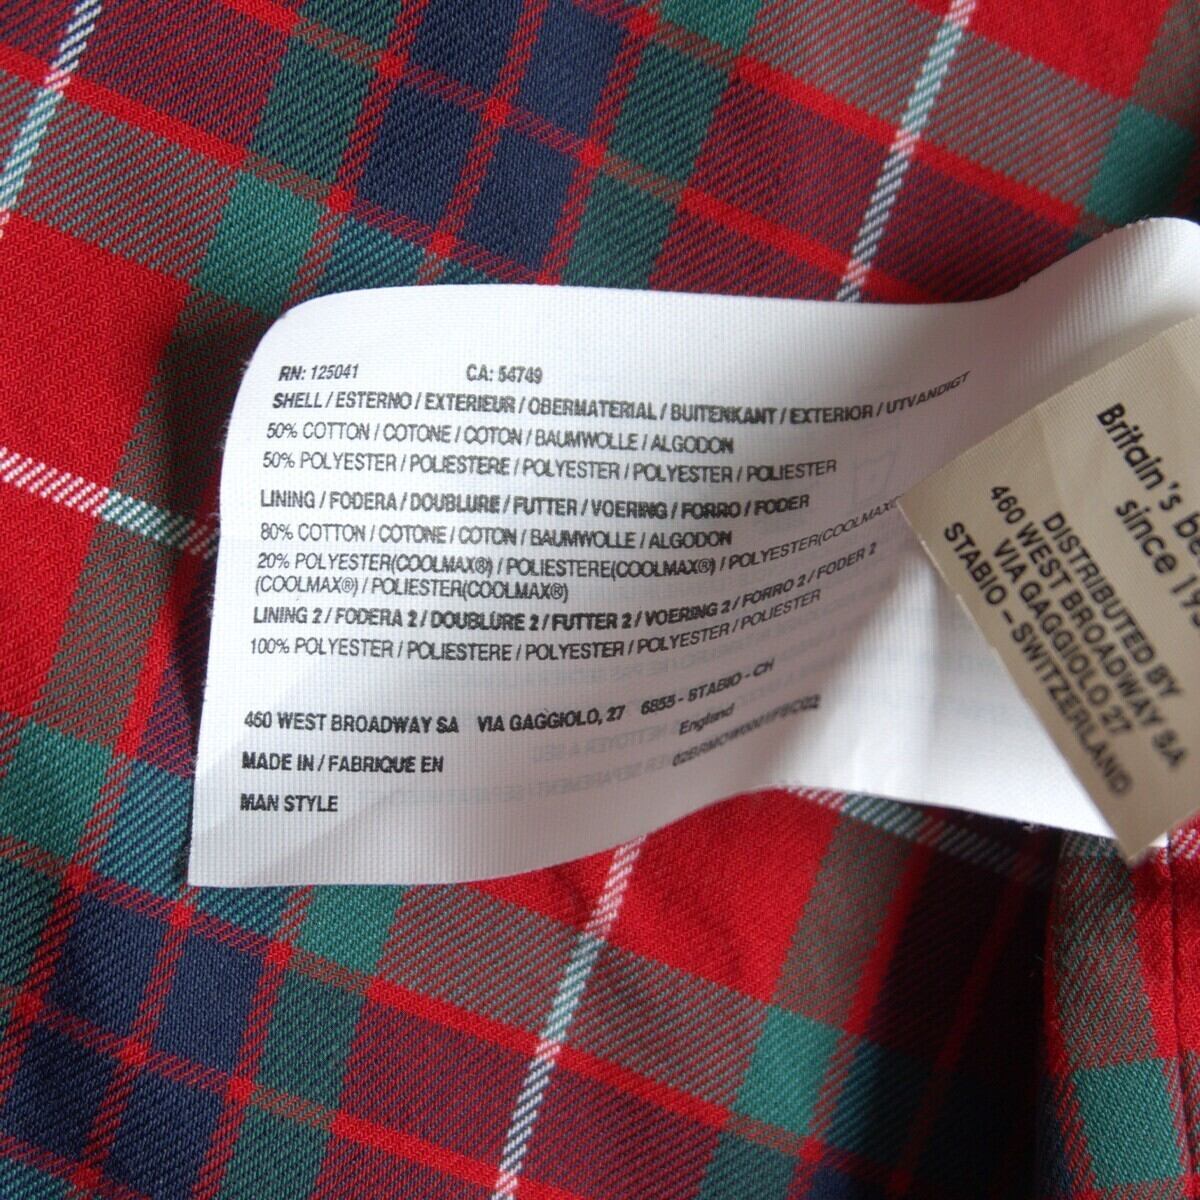 RN: 125041 CA: 54749
SHELL / ESTERNO / EXTERIEUR / OBERMATERIAL / BUITENKANT / EXTERIOR / UTVANDIGT
50% COTTON / COTONE / COTON / BAUMWOLLE / ALGODON
50% POLYESTER / POLIESTERE / POLYESTER / POLYESTER / POLIESTER
LINING / FODERA / DOUBLURE / FUTTER / VOERING / FORRO / FODER
80% COTTON / COTONE / COTON / BAUMWOLLE / ALGODON
20% POLYESTER(COOLMAX®) / POLIESTERE(COOLMAX®) / POLYESTER(COOLMAX
(COOLMAX®) / POLIESTER(COOLMAX®)
LINING 2 / FODERA 2 / DOUBLURE 2 / FUTTER 2 / VOERING 2 / FORRO 2 / FODER 2
100% POLYESTER / POLIESTERE / POLYESTER / POLYESTER / POLIESTER
460 WEST BROADWAY SA VIA GAGGIOLO, 27 6855 - STABIO - CH
MADE IN / FABRIQUE EN England
MAN STYLE
Britain's
since
DISTRIBUTED BY
460 WEST BROADWAY SA
VIA GAGGIOLO 27
STABIO - SWITZERLAND